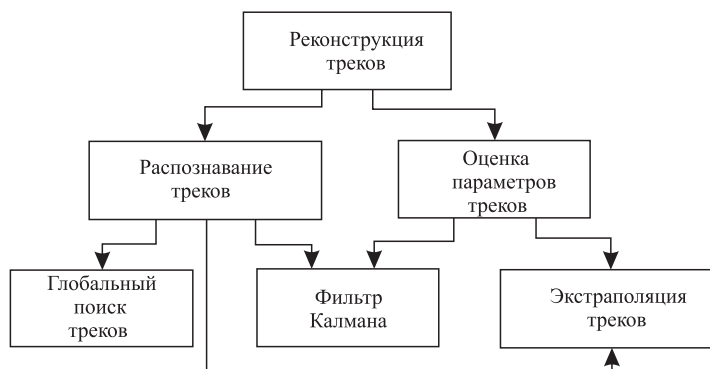 Реконструкция
треков
Распознавание
треков
Оценка
параметров
треков
Глобальный
поиск
треков
Фильтр
Калмана
Экстраполяция
треков